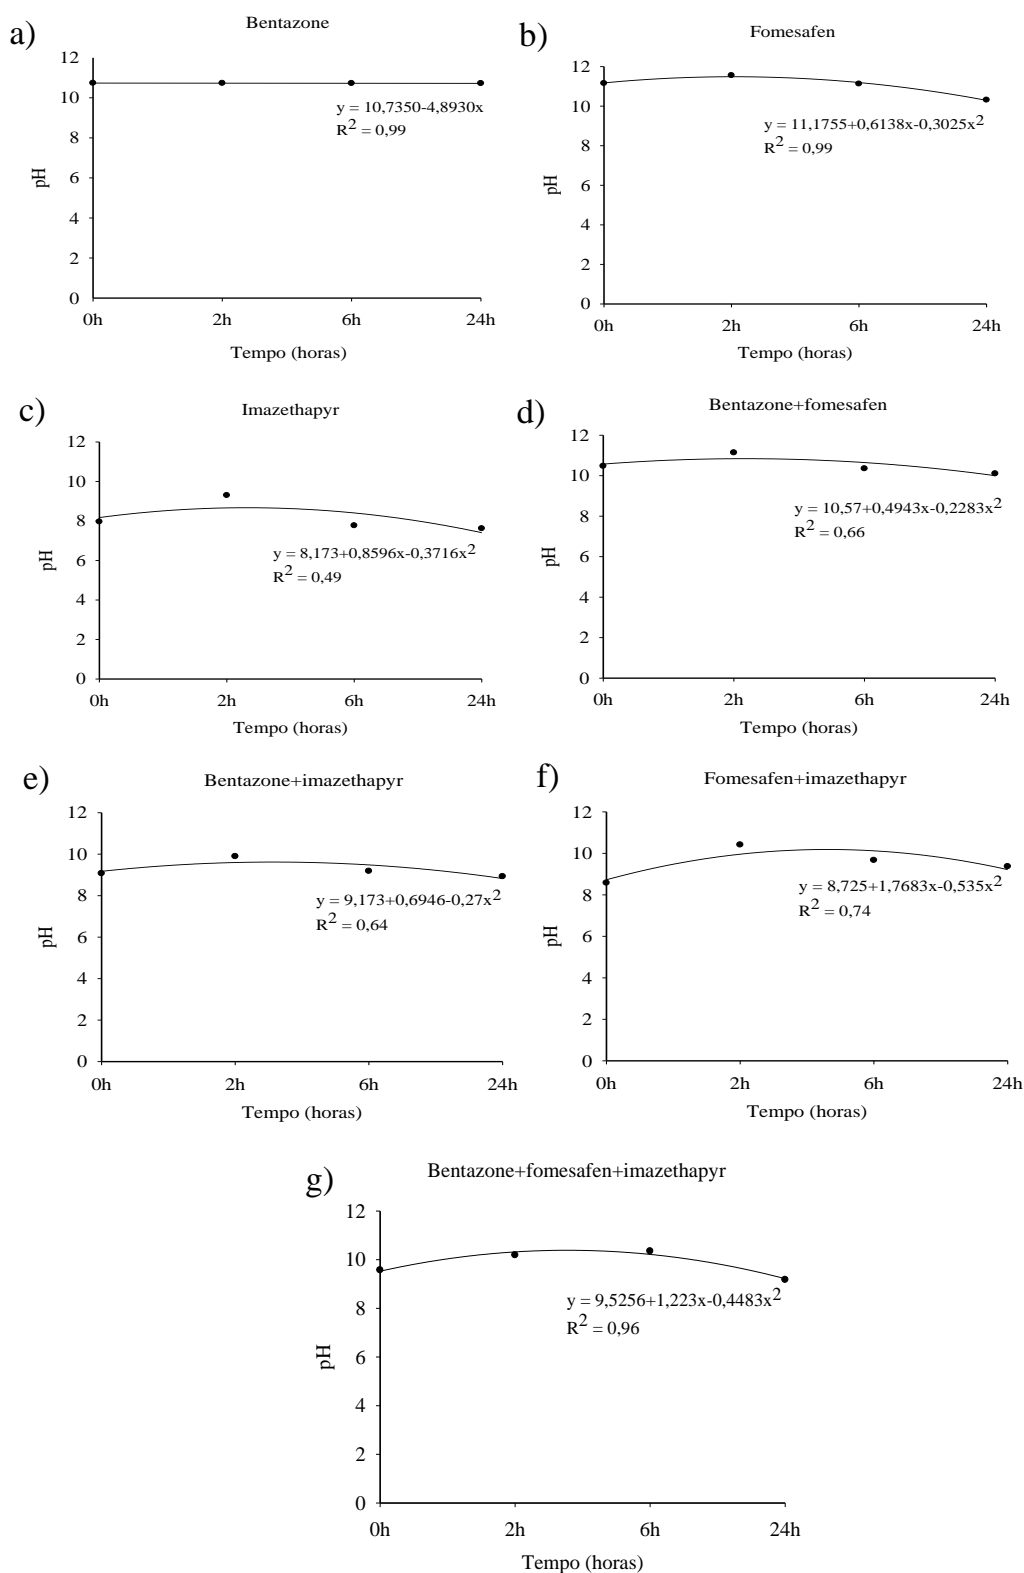 a)
Bentazone
12
10
8
6
4
2
0
pH
y = 10,7350-4,8930x
R2 = 0,99
0h 2h 6h 24h
Tempo (horas)
b)
Fomesafen
12
10
8
6
4
2
0
pH
y = 11,1755+0,6138x-0,3025x2
R2 = 0,99
0h 2h 6h 24h
Tempo (horas)
c)
Imazethapyr
12
10
8
6
4
2
0
pH
y = 8,173+0,8596x-0,3716x2
R2 = 0,49
0h 2h 6h 24h
Tempo (horas)
d)
Bentazone+fomesafen
12
10
8
6
4
2
0
pH
y = 10,57+0,4943x-0,2283x2
R2 = 0,66
0h 2h 6h 24h
Tempo (horas)
e)
Bentazone+imazethapyr
12
10
8
6
4
2
0
pH
y = 9,173+0,6946-0,27x2
R2 = 0,64
0h 2h 6h 24h
Tempo (horas)
f)
Fomesafen+imazethapyr
12
10
8
6
4
2
0
pH
y = 8,725+1,7683x-0,535x2
R2 = 0,74
0h 2h 6h 24h
Tempo (horas)
g)
Bentazone+fomesafen+imazethapyr
12
10
8
6
4
2
0
pH
y = 9,5256+1,223x-0,4483x2
R2 = 0,96
0h 2h 6h 24h
Tempo (horas)